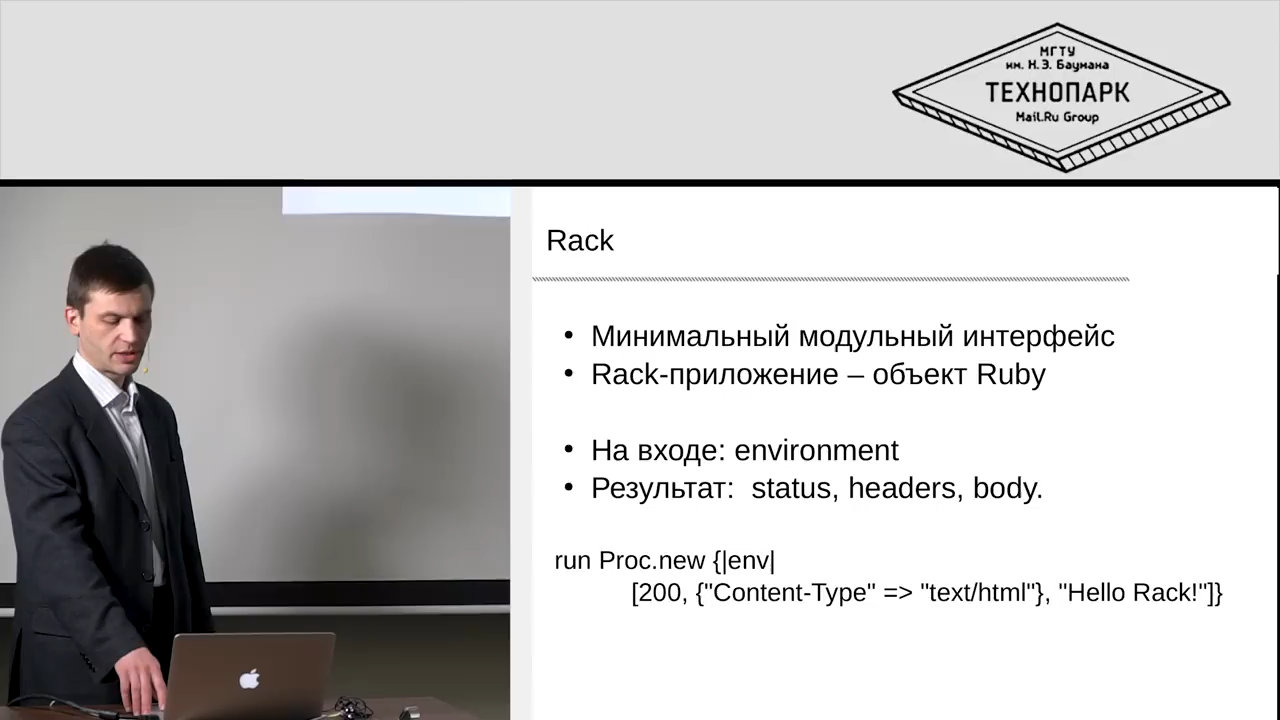 МГТУ
им. Н.Э. Баумана
ТЕХНОПАРК
Mail.Ru Group
Rack
• Минимальный модульный интерфейс
• Rack-приложение – объект Ruby
• На входе: environment
• Результат:  status, headers, body.
run Proc.new {|env|
[200, {"Content-Type" => "text/html"}, "Hello Rack!"]}